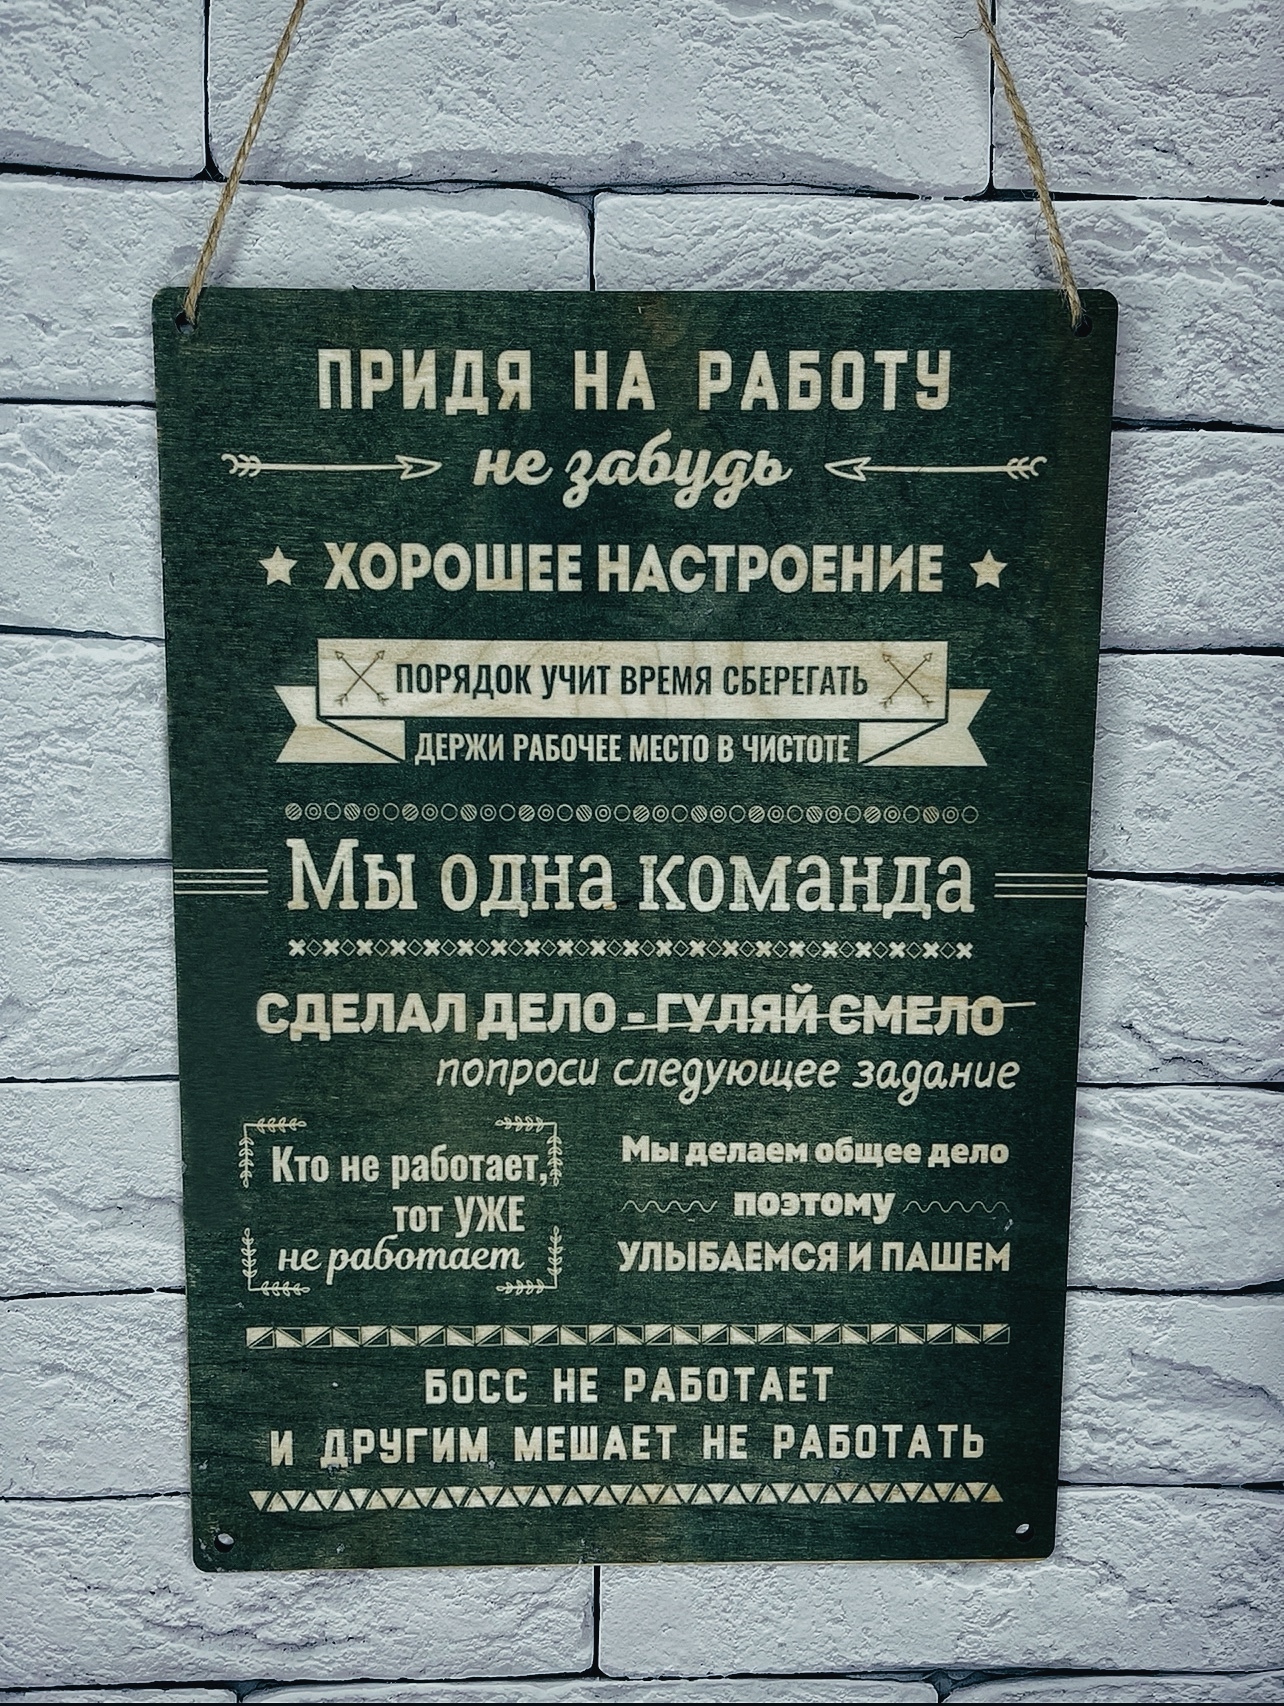 ПРИДЯ НА РАБОТУ
не забудь
ХОРОШЕЕ НАСТРОЕНИЕ
ПОРЯДОК УЧИТ ВРЕМЯ СБЕРЕГАТЬ
ДЕРЖИ РАБОЧЕЕ МЕСТО В ЧИСТОТЕ
Мы одна команда
СДЕЛАЛ ДЕЛО - ГУЛЯЙ СМЕЛО
попроси следующее задание
Кто не работает,
тот УЖЕ
не работает
Мы делаем общее дело
поэтому
УЛЫБАЕМСЯ И ПАШЕМ
БОСС НЕ РАБОТАЕТ
И ДРУГИМ МЕШАЕТ НЕ РАБОТАТЬ